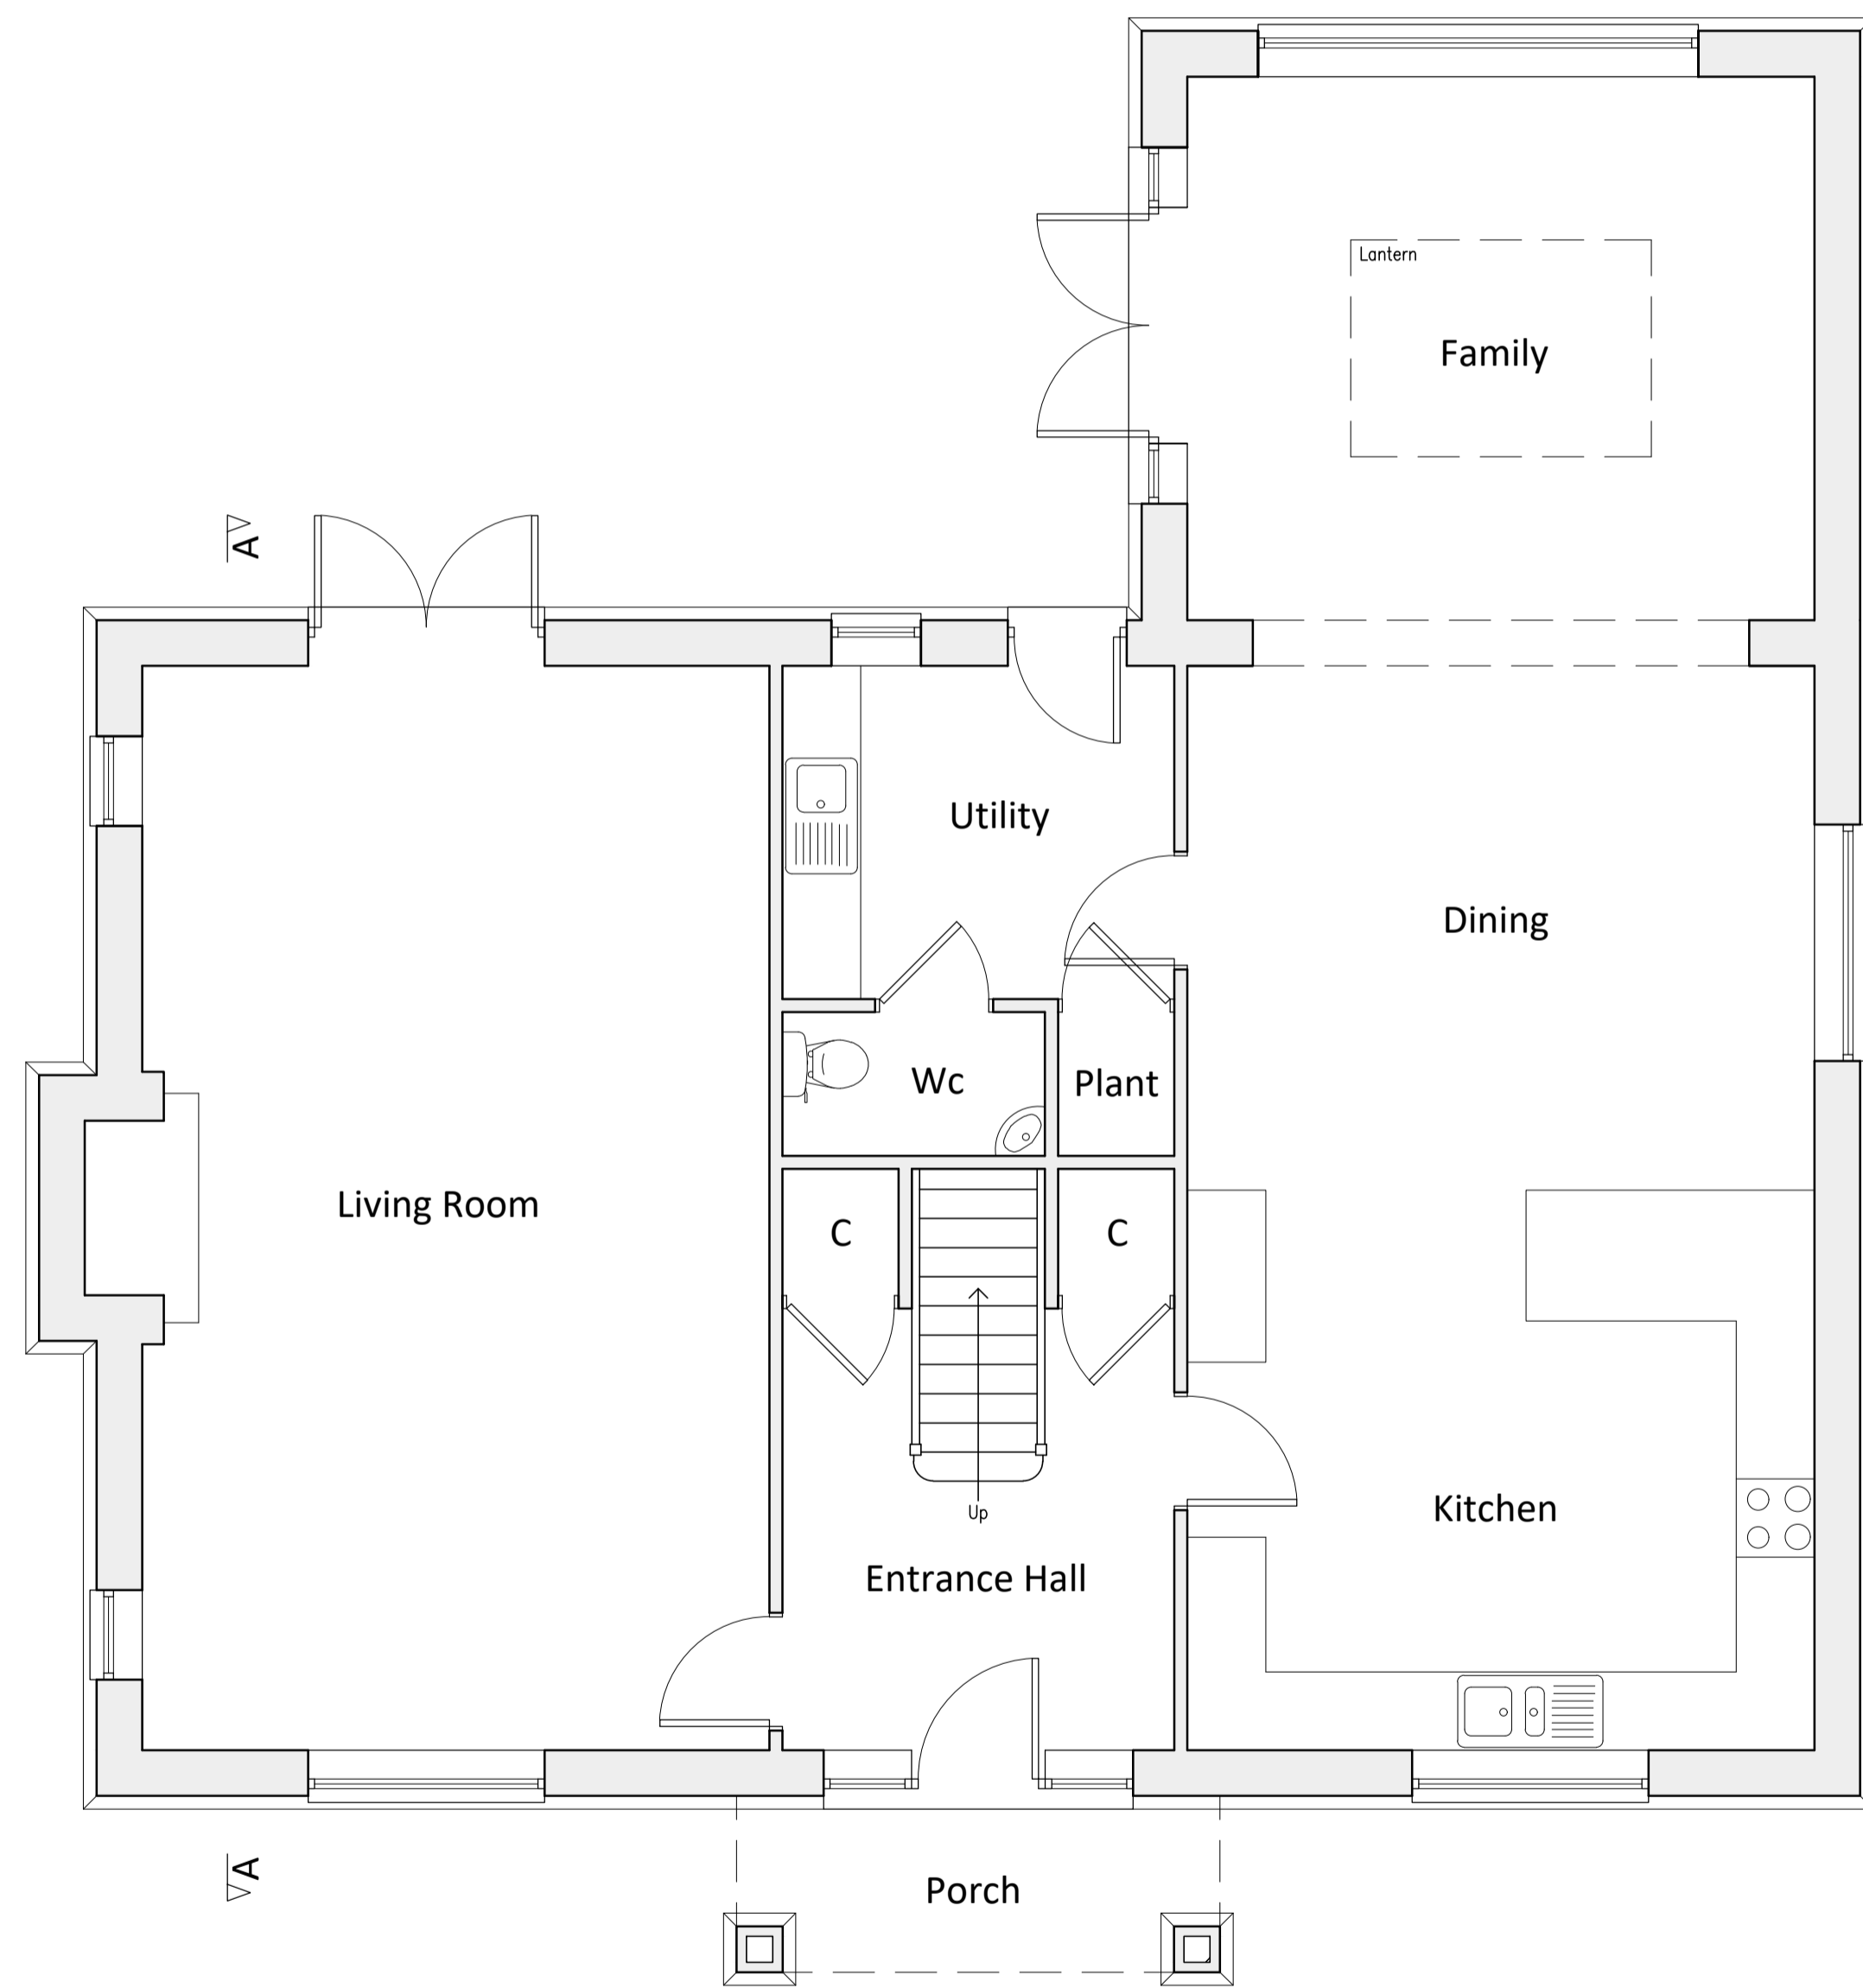 Lantern
Family
A
Utility
Dining
Wc
Plant
Living Room
C
C
Up
Kitchen
Entrance Hall
A
Porch